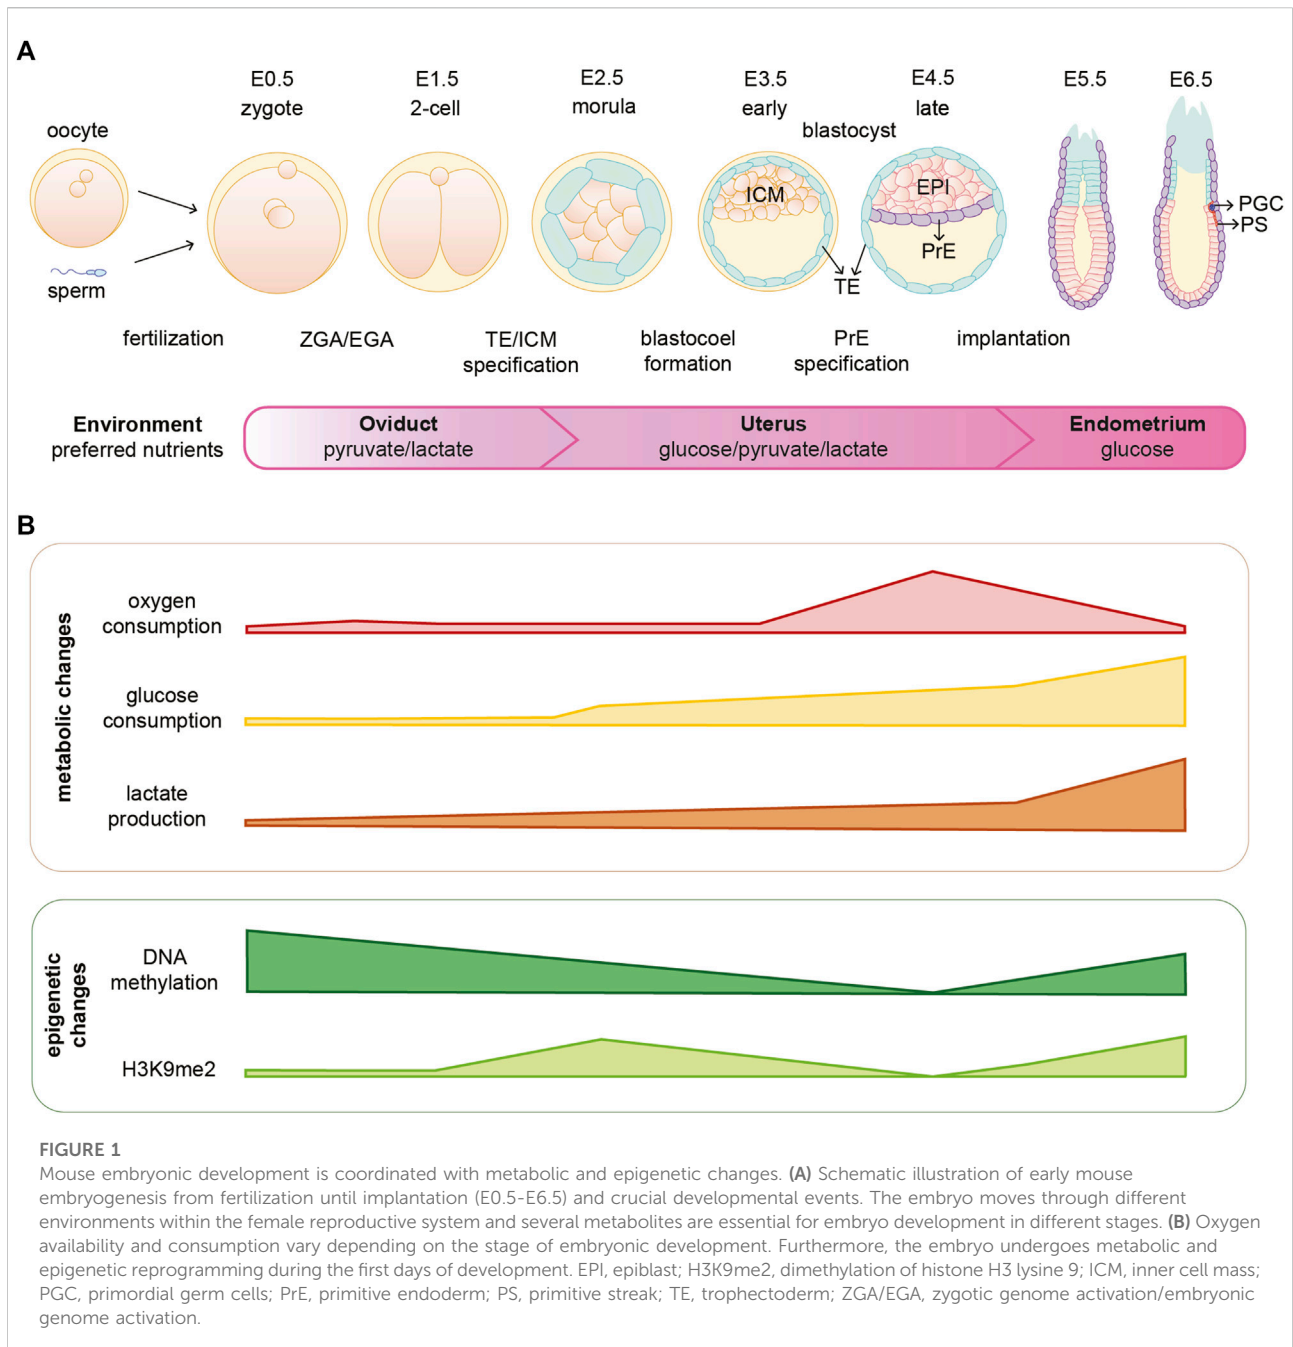 A
E0.5
zygote
E1.5
2-cell
E2.5
morula
E3.5
early
E4.5
late
blastocyst
E5.5
E6.5
oocyte
sperm
ICM
EPI
PrE
TE
PGC
PS
fertilization
ZGA/EGA
TE/ICM
specification
blastocoel
formation
PrE
specification
implantation
Environment
preferred nutrients
Oviduct
pyruvate/lactate
Uterus
glucose/pyruvate/lactate
Endometrium
glucose
B
metabolic changes
oxygen
consumption
glucose
consumption
lactate
production
epigenetic
changes
DNA
methylation
H3K9me2
FIGURE 1
Mouse embryonic development is coordinated with metabolic and epigenetic changes. (A) Schematic illustration of early mouse
embryogenesis from fertilization until implantation (E0.5-E6.5) and crucial developmental events. The embryo moves through different
environments within the female reproductive system and several metabolites are essential for embryo development in different stages. (B) Oxygen
availability and consumption vary depending on the stage of embryonic development. Furthermore, the embryo undergoes metabolic and
epigenetic reprogramming during the first days of development. EPI, epiblast; H3K9me2, dimethylation of histone H3 lysine 9; ICM, inner cell mass;
PGC, primordial germ cells; PrE, primitive endoderm; PS, primitive streak; TE, trophectoderm; ZGA/EGA, zygotic genome activation/embryonic
genome activation.